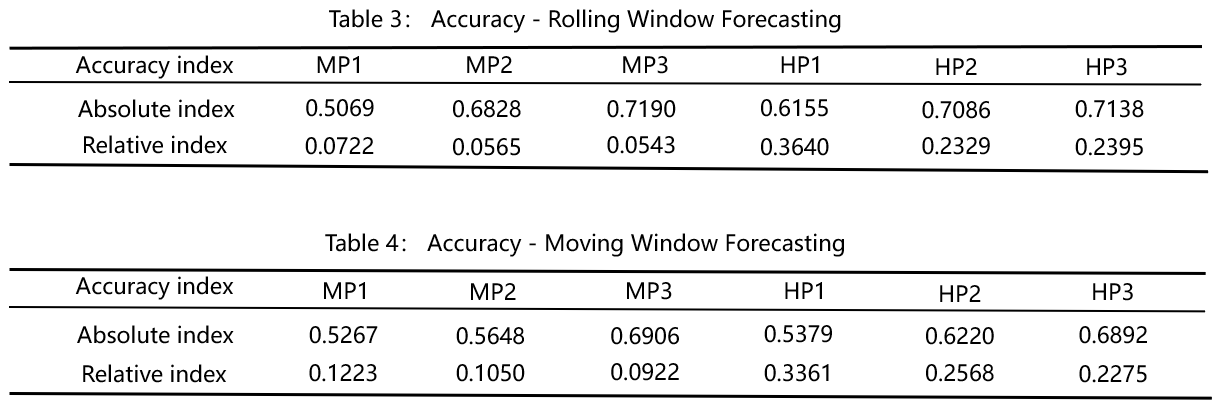 Table 3: Accuracy - Rolling Window Forecasting
Accuracy index MP1 MP2 MP3 HP1 HP2 HP3
Absolute index 0.5069 0.6828 0.7190 0.6155 0.7086 0.7138
Relative index 0.0722 0.0565 0.0543 0.3640 0.2329 0.2395
Table 4: Accuracy - Moving Window Forecasting
Accuracy index MP1 MP2 MP3 HP1 HP2 HP3
Absolute index 0.5267 0.5648 0.6906 0.5379 0.6220 0.6892
Relative index 0.1223 0.1050 0.0922 0.3361 0.2568 0.2275